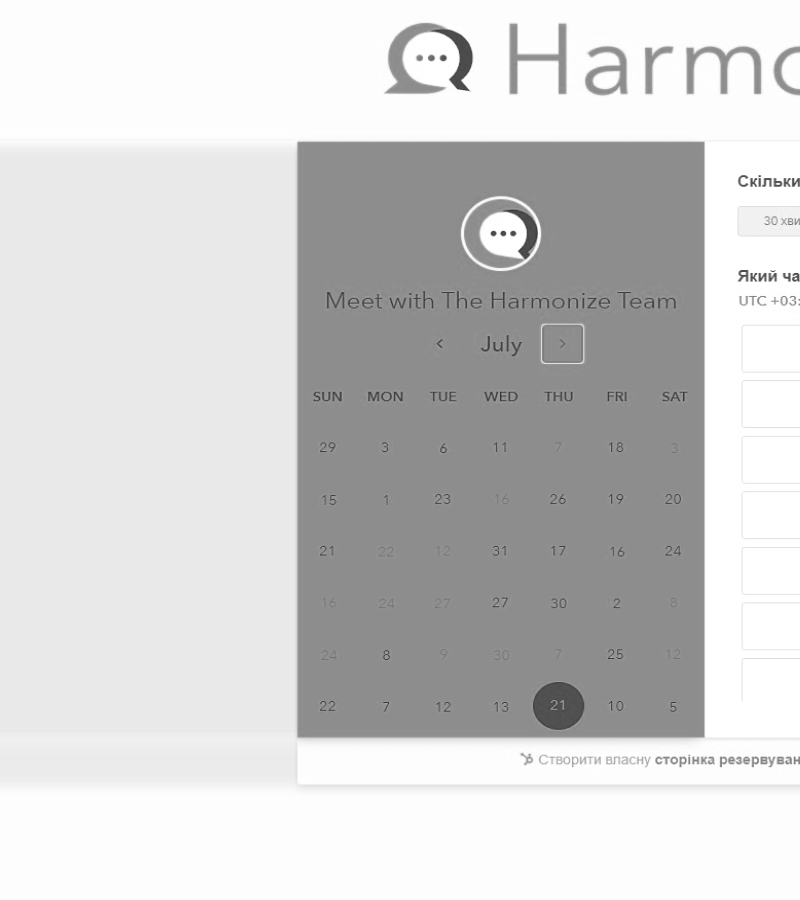 Harmo
Meet with The Harmonize Team
July
SUN MON TUE WED THU FRI SAT
29 3 6 11 7 18 3
15 1 23 16 26 19 20
21 22 12 31 17 16 24
16 24 27 27 30 2 8
24 8 9 30 7 25 12
22 7 12 13 21 10 5
Скільки
30 хви
Який ча
UTC +03:
Створити власну сторінка резервуван